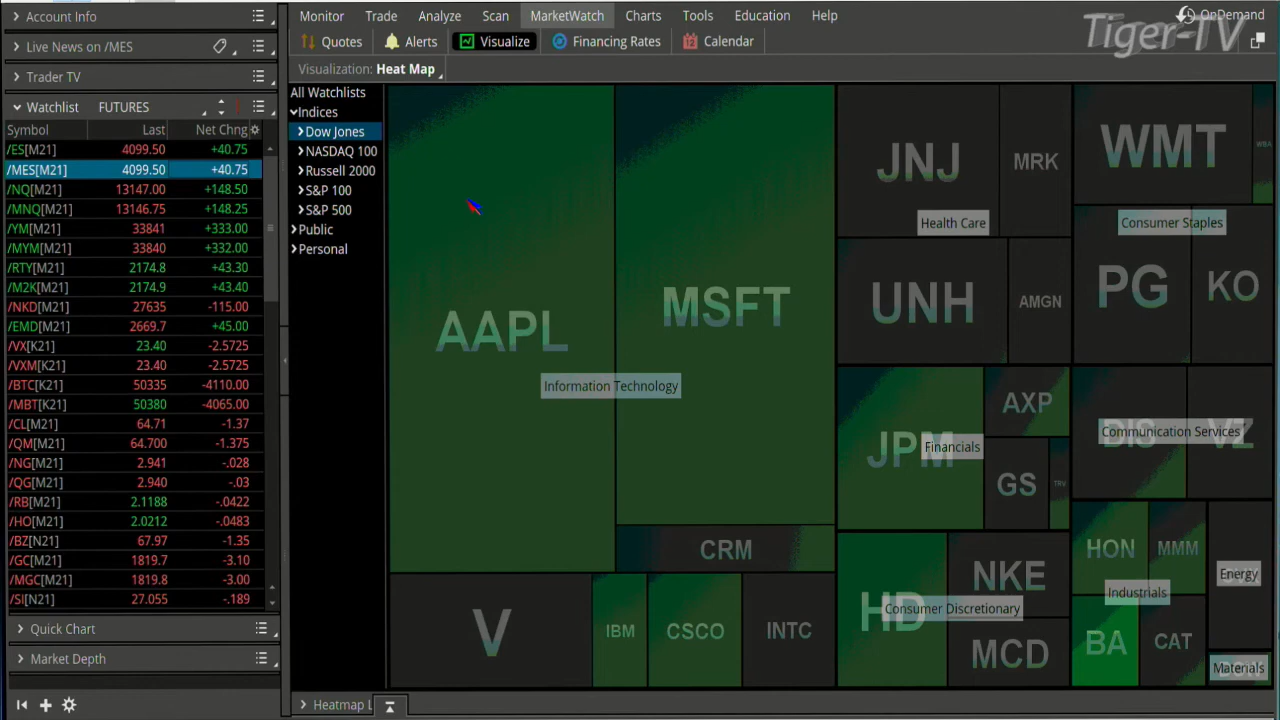 Account Info
Live News on /MES
Trader TV
Watchlist FUTURES
Symbol Last Net Chng
/ES[M21] 4099.50 +40.75
/MES[M21] 4099.50 +40.75
/NQ[M21] 13147.00 +148.50
/MNQ[M21] 13146.75 +148.25
/YM[M21] 33841 +333.00
/MYM[M21] 33840 +332.00
/RTY[M21] 2174.8 +43.30
/M2K[M21] 2174.9 +43.40
/NKD[M21] 27635 -115.00
/EMD[M21] 2669.7 +45.00
/VX[K21] 23.40 -2.5725
/VXM[K21] 23.40 -2.5725
/BTC[K21] 50335 -4110.00
/MBT[K21] 50380 -4065.00
/CL[M21] 64.71 -1.37
/QM[M21] 64.700 -1.375
/NG[M21] 2.941 -.028
/QG[M21] 2.940 -.03
/RB[M21] 2.1188 -.0422
/HO[M21] 2.0212 -.0483
/BZ[N21] 67.97 -1.35
/GC[M21] 1819.7 -3.10
/MGC[M21] 1819.8 -3.00
/SI[N21] 27.055 -.189
Quick Chart
Market Depth
Monitor Trade Analyze Scan MarketWatch Charts Tools Education Help
OnDemand
Tiger-TV
Quotes Alerts Visualize Financing Rates Calendar
Visualization: Heat Map
All Watchlists
Indices
Dow Jones
NASDAQ 100
Russell 2000
S&P 100
S&P 500
Public
Personal
AAPL
MSFT
Information Technology
CRM
V
IBM
CSCO
INTC
JNJ
MRK
Health Care
UNH
AMGN
WMT
WBA
Consumer Staples
PG
KO
JPM
AXP
Financials
GS
TRV
DIS
VZ
Communication Services
HD
NKE
Consumer Discretionary
MCD
HON
MMM
Industrials
BA
CAT
Energy
Materials
Heatmap L